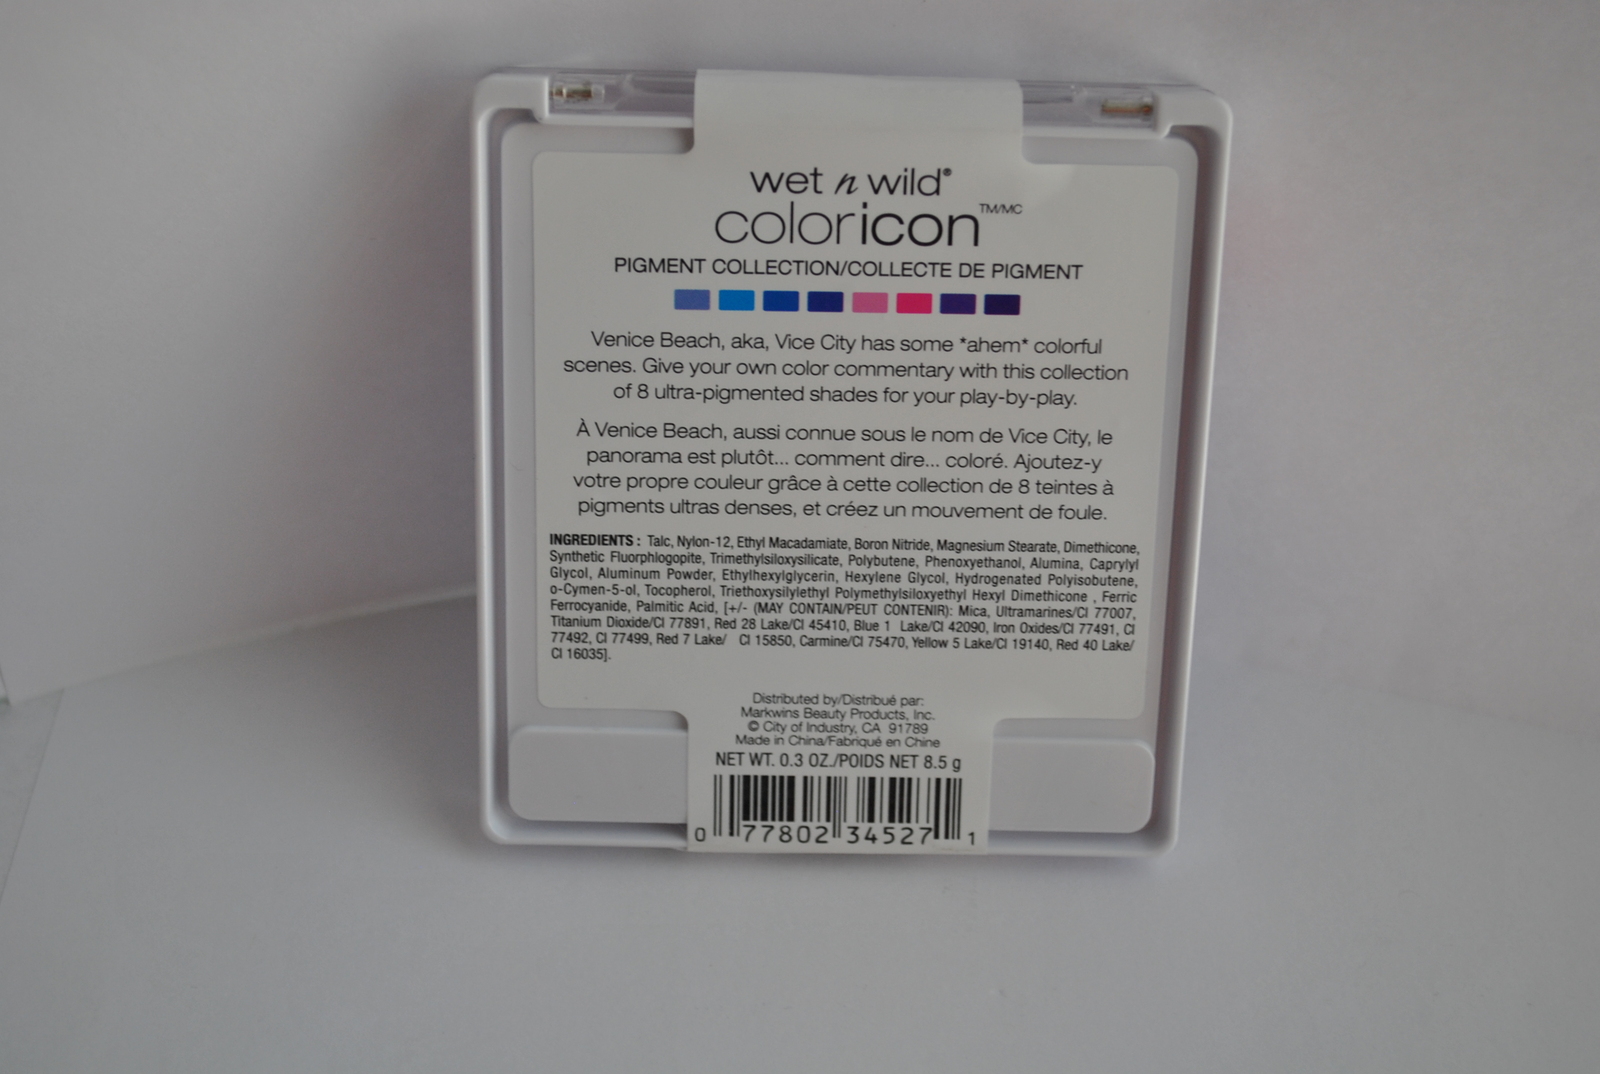 wet n wild®
coloricon™/MC
PIGMENT COLLECTION/COLLECTE DE PIGMENT
Venice Beach, aka, Vice City has some *ahem* colorful
scenes. Give your own color commentary with this collection
of 8 ultra-pigmented shades for your play-by-play.
À Venice Beach, aussi connue sous le nom de Vice City, le
panorama est plutôt... comment dire... coloré. Ajoutez-y
votre propre couleur grâce à cette collection de 8 teintes à
pigments ultras denses, et créez un mouvement de foule.
INGREDIENTS : Talc, Nylon-12, Ethyl Macadamiate, Boron Nitride, Magnesium Stearate, Dimethicone,
Synthetic Fluorphlogopite, Trimethylsiloxysilicate, Polybutene, Phenoxyethanol, Alumina, Caprylyl
Glycol, Aluminum Powder, Ethylhexylglycerin, Hexylene Glycol, Hydrogenated Polyisobutene,
o-Cymen-5-ol, Tocopherol, Triethoxysilylethyl Polymethylsiloxyethyl Hexyl Dimethicone , Ferric
Ferrocyanide, Palmitic Acid, [+/- (MAY CONTAIN/PEUT CONTENIR): Mica, Ultramarines/CI 77007,
Titanium Dioxide/CI 77891, Red 28 Lake/CI 45410, Blue 1 Lake/CI 42090, Iron Oxides/CI 77491, CI
77492, CI 77499, Red 7 Lake/ CI 15850, Carmine/CI 75470, Yellow 5 Lake/CI 19140, Red 40 Lake/
CI 16035].
Distributed by/Distribué par:
Markwins Beauty Products, Inc.
© City of Industry, CA 91789
Made in China/Fabriqué en Chine
NET WT. 0.3 OZ./POIDS NET 8.5 g
0 77802 34527 1